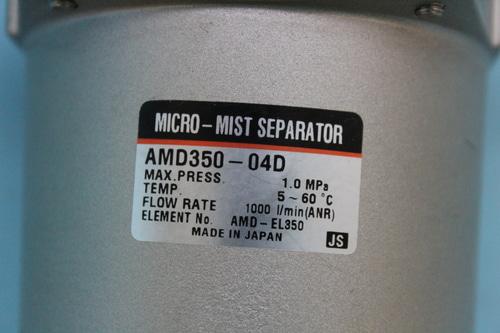 MICRO-MIST SEPARATOR
AMD350-04D
MAX.PRESS. 1.0 MPa
TEMP. 5~60 °C
FLOW RATE 1000 l/min(ANR)
ELEMENT No. AMD-EL350
MADE IN JAPAN JS